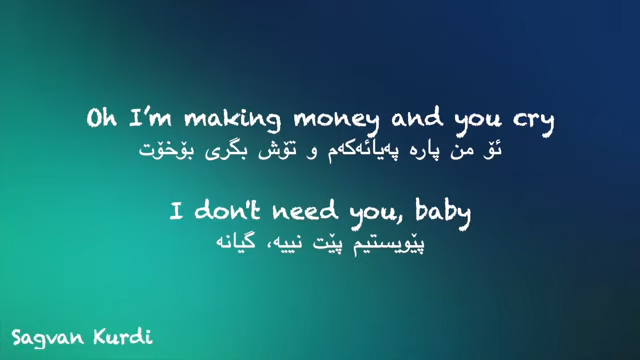 Oh I'm making money and you cry
ئۆ من پارە پەیائەکەم و تۆش بگری بۆخۆت
I don't need you, baby
پێویستیم پێت نییە، گیانە
Sagvan Kurdi